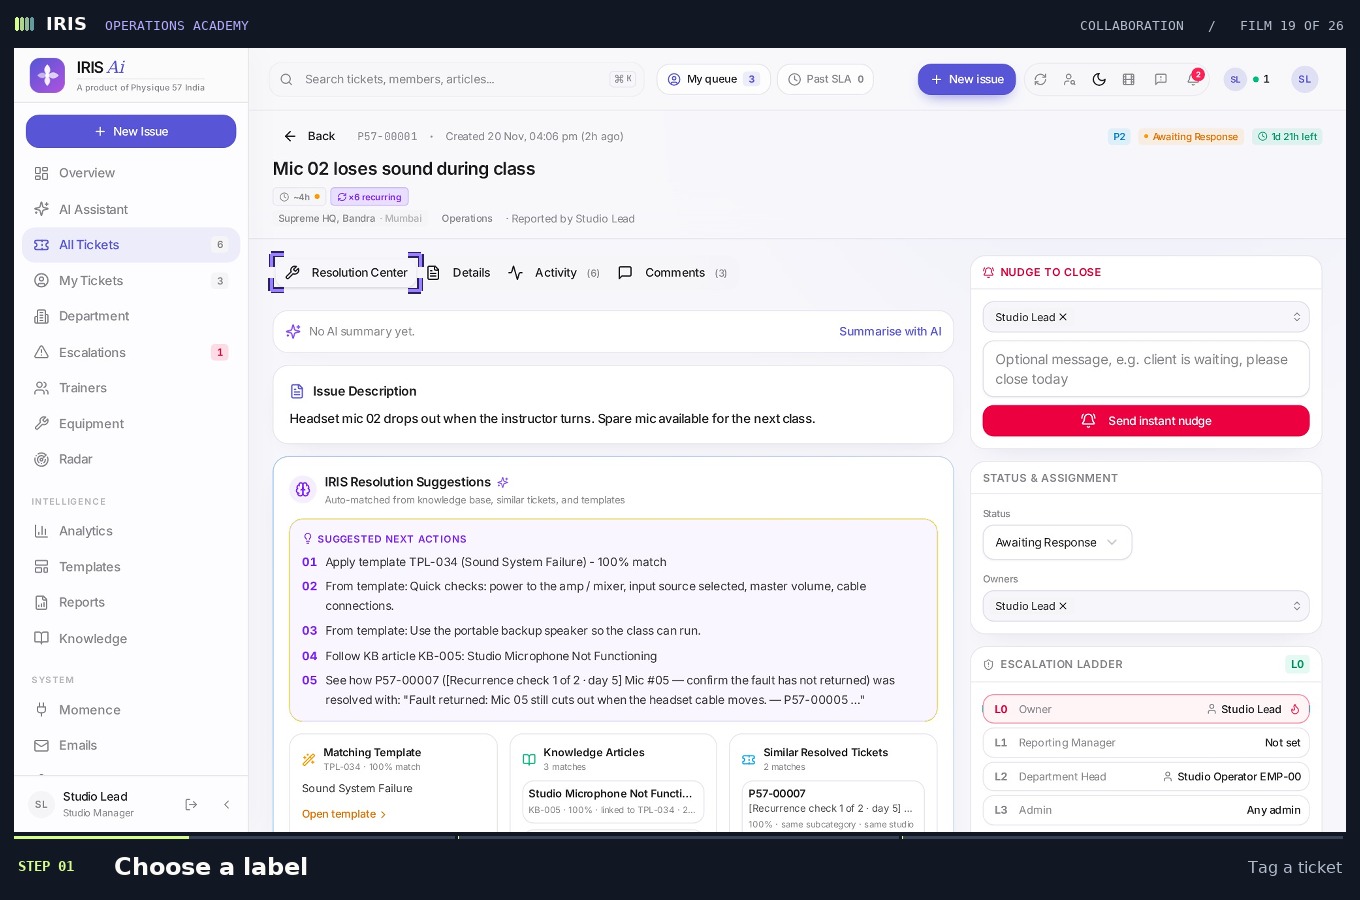 IRIS OPERATIONS ACADEMY
COLLABORATION / FILM 19 OF 26
IRIS Ai
A product of Physique 57 India
Search tickets, members, articles...
⌘ K
My queue 3
Past SLA 0
+ New issue
2
SL
1
SL
+ New Issue
Overview
AI Assistant
All Tickets 6
My Tickets 3
Department
Escalations 1
Trainers
Equipment
Radar
INTELLIGENCE
Analytics
Templates
Reports
Knowledge
SYSTEM
Momence
Emails
SL
Studio Lead
Studio Manager
Back
P57-00001 · Created 20 Nov, 04:06 pm (2h ago)
P2
Awaiting Response
1d 21h left
Mic 02 loses sound during class
~4h
x6 recurring
Supreme HQ, Bandra · Mumbai
Operations
· Reported by Studio Lead
Resolution Center
Details
Activity (6)
Comments (3)
No AI summary yet.
Summarise with AI
Issue Description
Headset mic 02 drops out when the instructor turns. Spare mic available for the next class.
IRIS Resolution Suggestions
Auto-matched from knowledge base, similar tickets, and templates
SUGGESTED NEXT ACTIONS
01 Apply template TPL-034 (Sound System Failure) - 100% match
02 From template: Quick checks: power to the amp / mixer, input source selected, master volume, cable
connections.
03 From template: Use the portable backup speaker so the class can run.
04 Follow KB article KB-005: Studio Microphone Not Functioning
05 See how P57-00007 ([Recurrence check 1 of 2 · day 5] Mic #05 — confirm the fault has not returned) was
resolved with: "Fault returned: Mic 05 still cuts out when the headset cable moves. — P57-00005 ..."
Matching Template
TPL-034 · 100% match
Sound System Failure
Open template >
Knowledge Articles
3 matches
Studio Microphone Not Functi...
KB-005 · 100% · linked to TPL-034 · 2...
Similar Resolved Tickets
2 matches
P57-00007
[Recurrence check 1 of 2 · day 5] ...
100% · same subcategory · same studio
NUDGE TO CLOSE
Studio Lead ×
Optional message, e.g. client is waiting, please
close today
Send instant nudge
STATUS & ASSIGNMENT
Status
Awaiting Response
Owners
Studio Lead ×
ESCALATION LADDER L0
L0 Owner Studio Lead
L1 Reporting Manager Not set
L2 Department Head Studio Operator EMP-00
L3 Admin Any admin
STEP 01 Choose a label
Tag a ticket